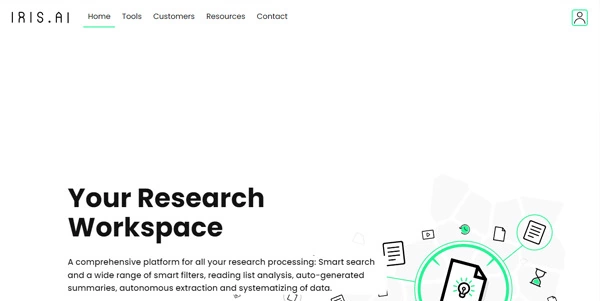 IRIS.AI
Home Tools Customers Resources Contact
Your Research
Workspace
A comprehensive platform for all your research processing: Smart search
and a wide range of smart filters, reading list analysis, auto-generated
summaries, autonomous extraction and systematizing of data.